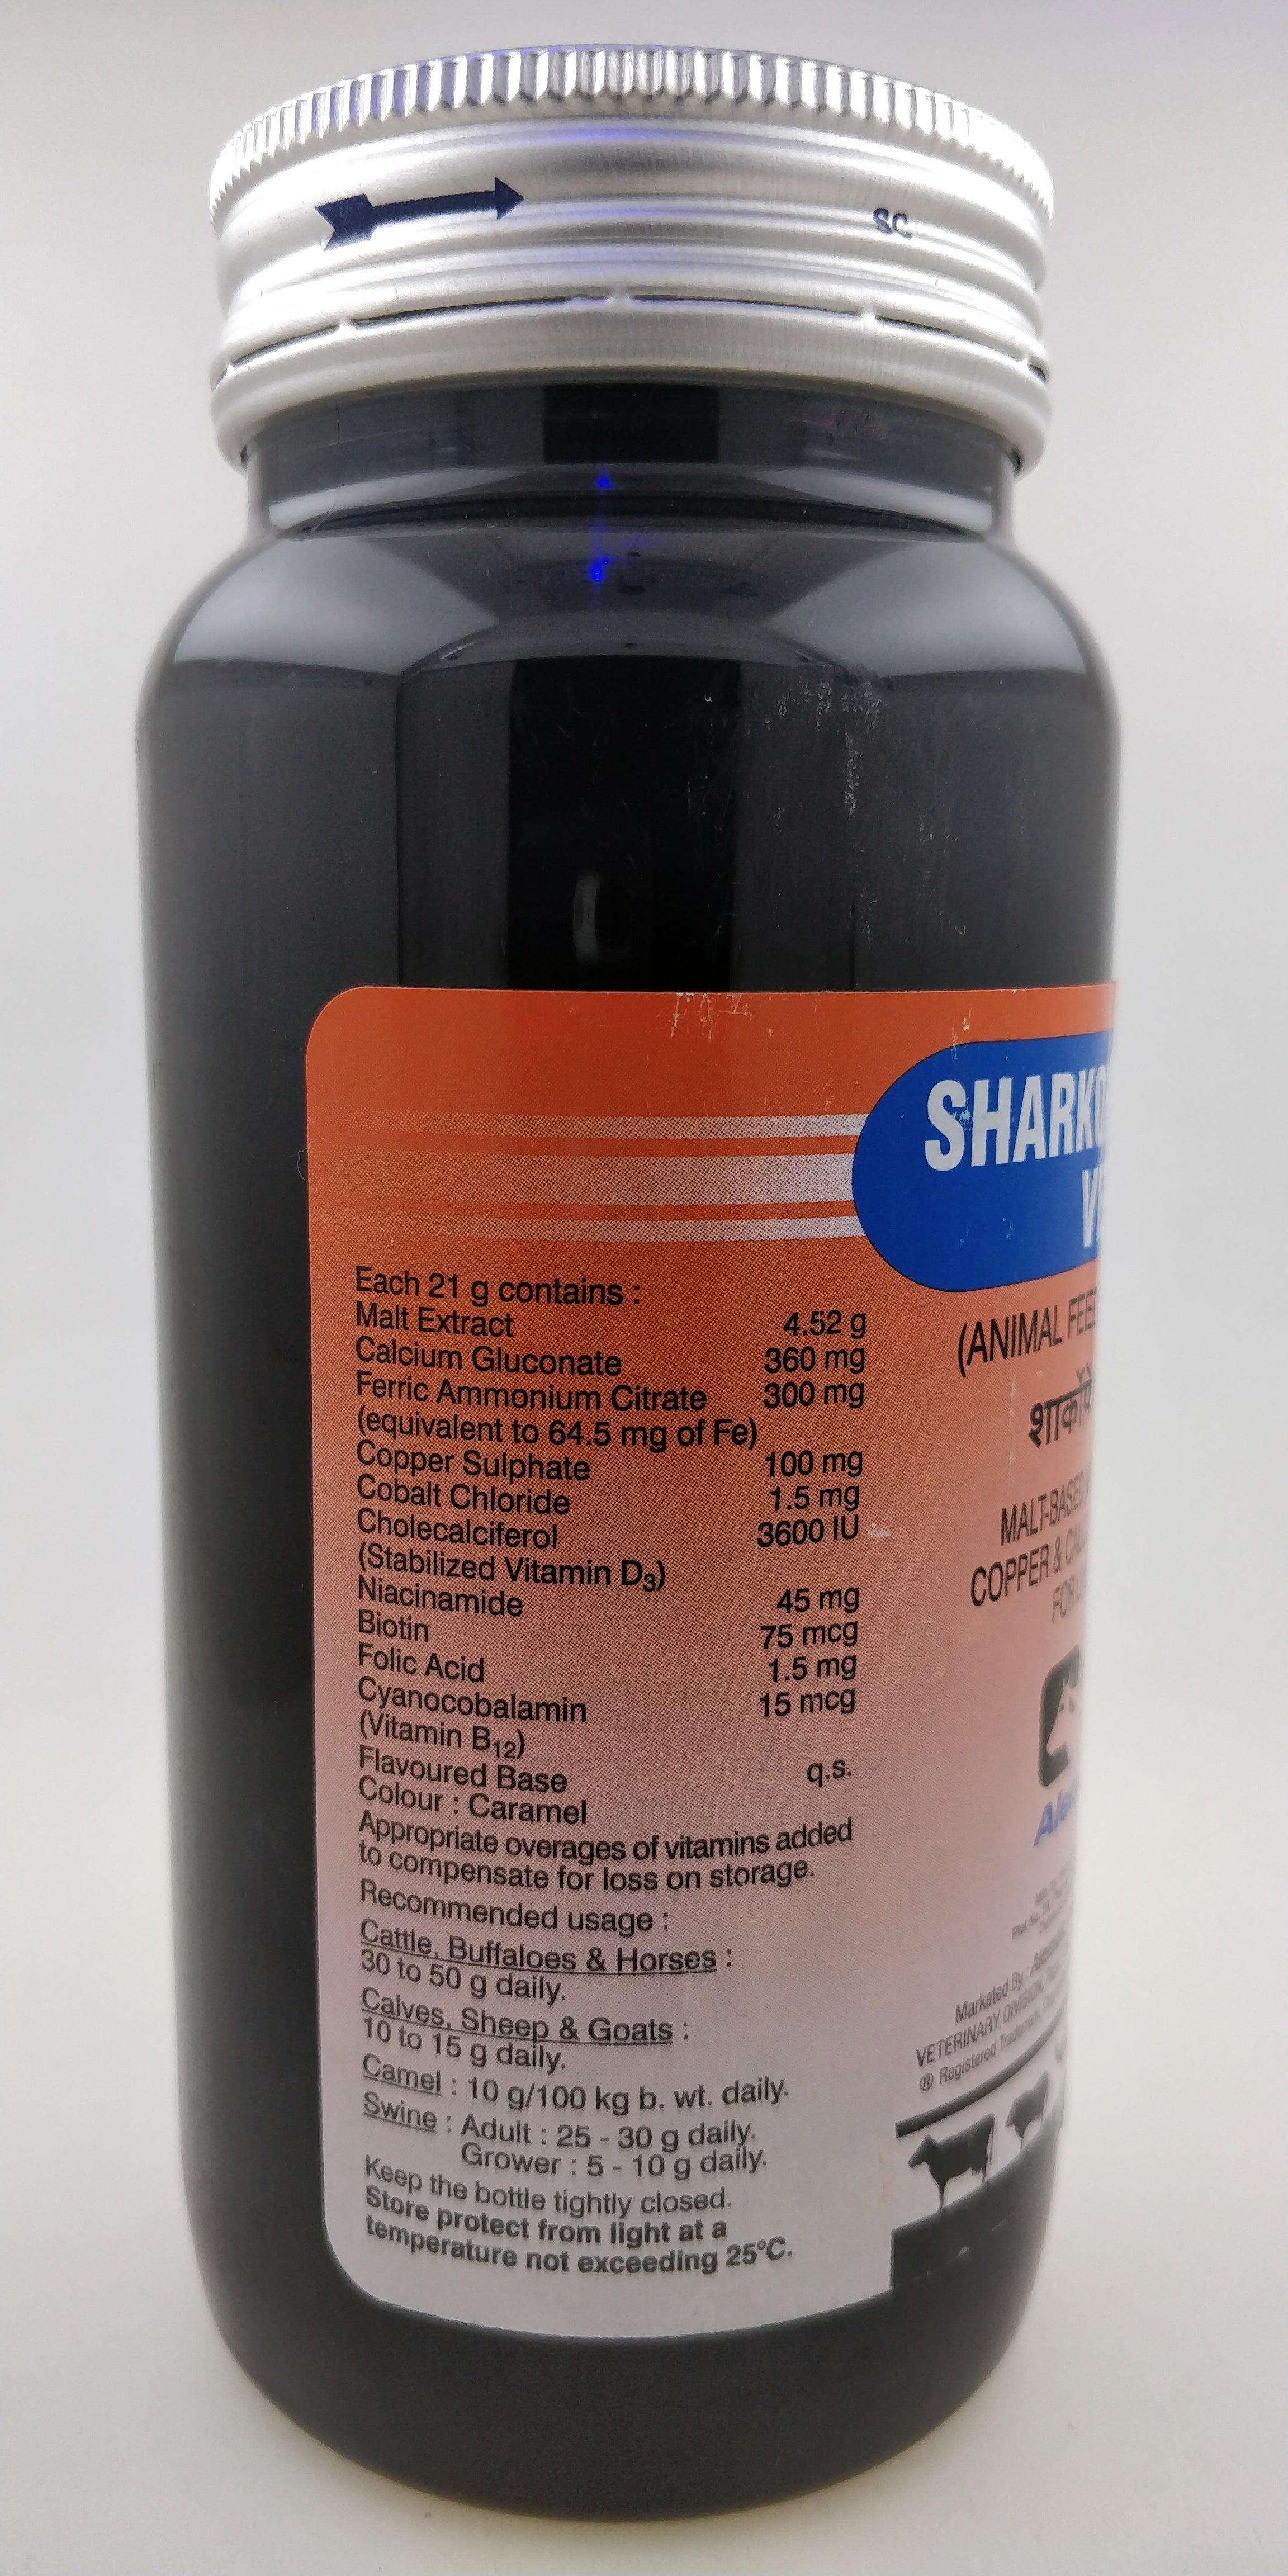 SC
SHARKO
(ANIMAL FEE
MALT-BASED
COPPER &
FOR
Each 21 g contains :
Malt Extract 4.52 g
Calcium Gluconate 360 mg
Ferric Ammonium Citrate 300 mg
(equivalent to 64.5 mg of Fe)
Copper Sulphate 100 mg
Cobalt Chloride 1.5 mg
Cholecalciferol 3600 IU
(Stabilized Vitamin D3)
Niacinamide 45 mg
Biotin 75 mcg
Folic Acid 1.5 mg
Cyanocobalamin 15 mcg
(Vitamin B12)
Flavoured Base q.s.
Colour : Caramel
Appropriate overages of vitamins added
to compensate for loss on storage.
Recommended usage :
Cattle, Buffaloes & Horses :
30 to 50 g daily.
Calves, Sheep & Goats :
10 to 15 g daily.
Camel : 10 g/100 kg b. wt. daily.
Swine : Adult : 25 - 30 g daily.
Grower : 5 - 10 g daily.
Keep the bottle tightly closed.
Store protect from light at a
temperature not exceeding 25°C.
Marketed By
VETERINARY DIVISION
® Registered